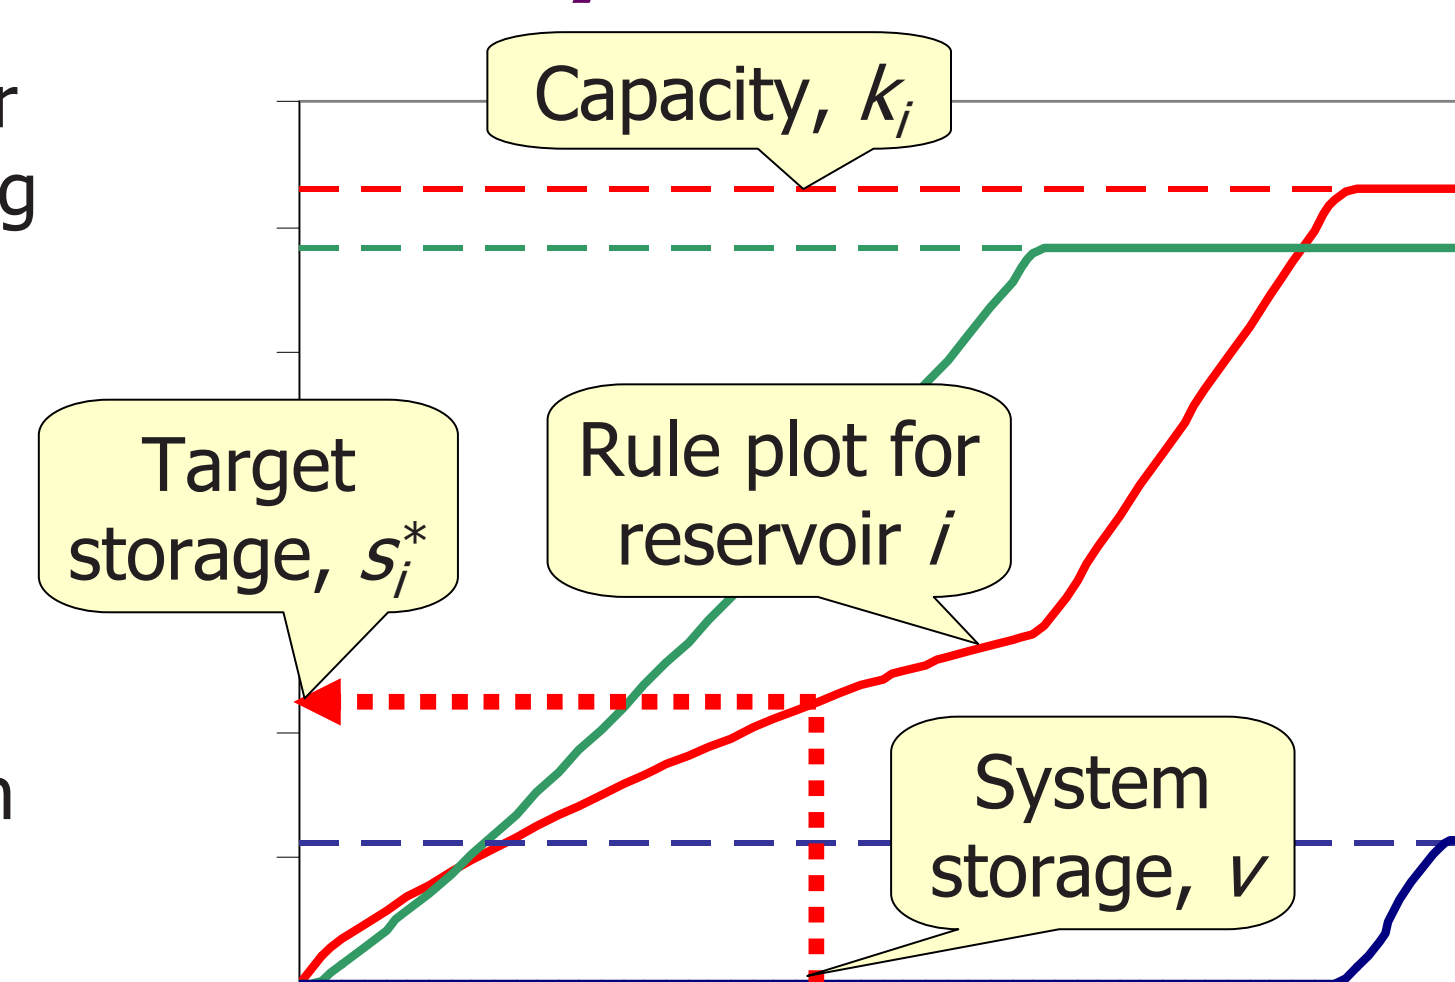 Capacity, kᵢ
r
g
Target
storage, sᵢ*
Rule plot for
reservoir i
System
storage, v
n